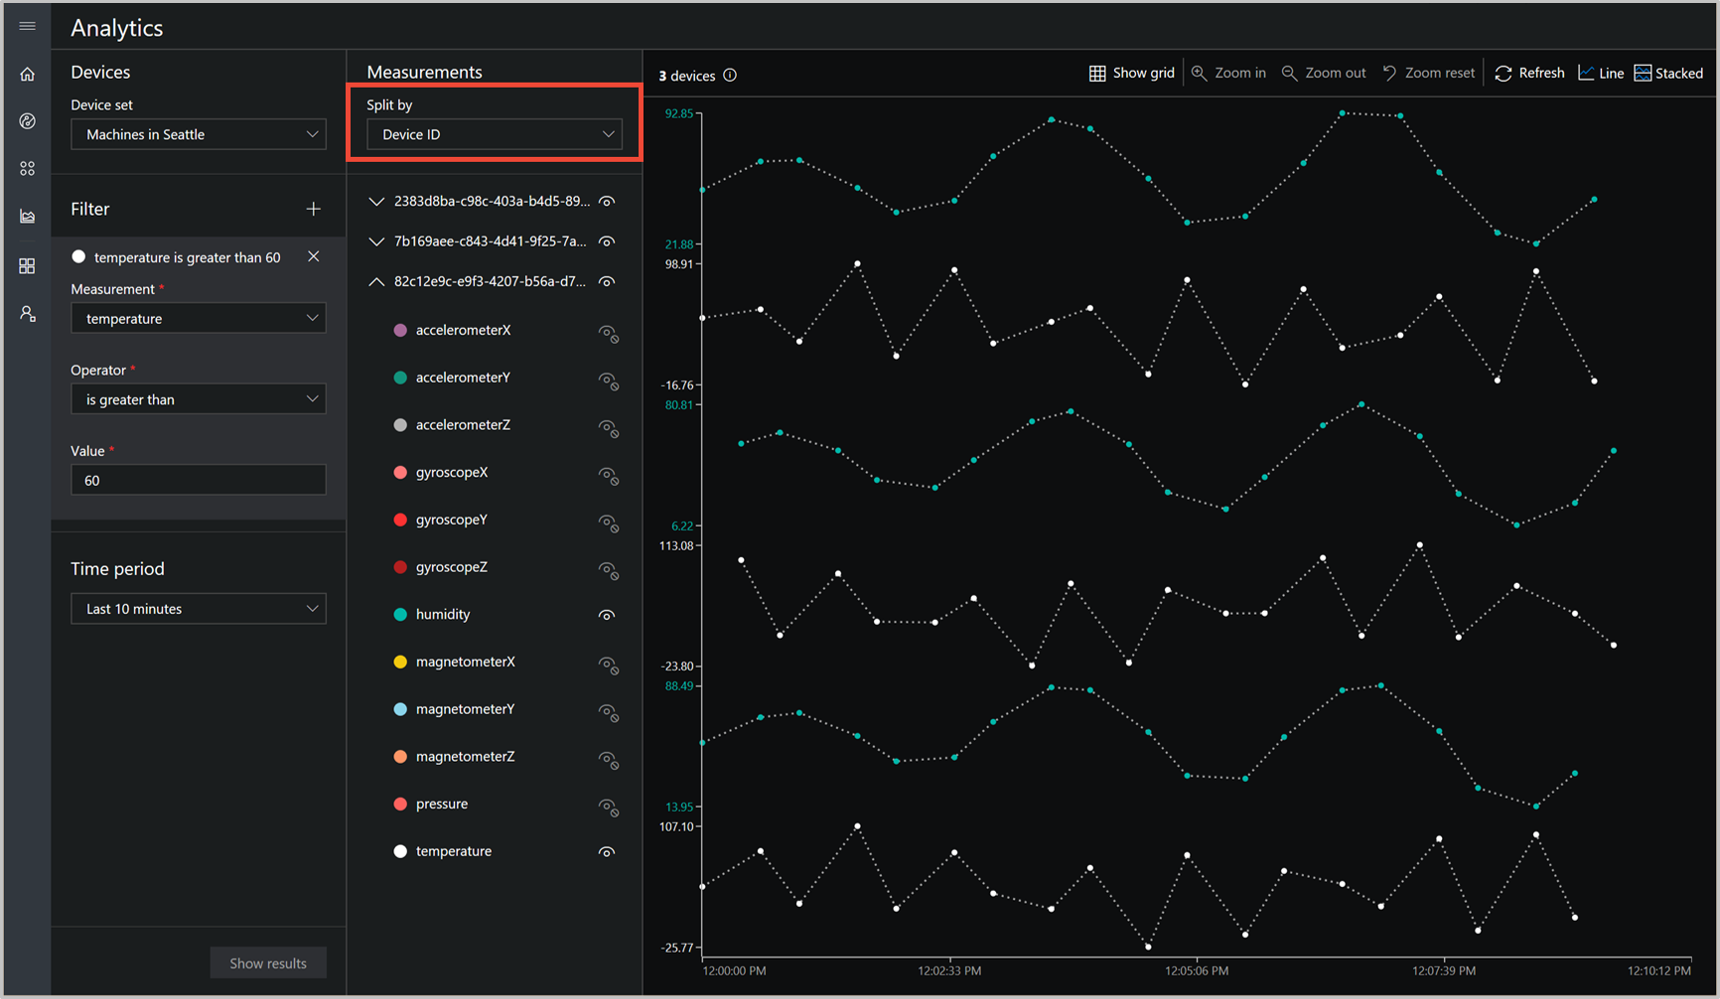 Analytics
Devices
Device set
Machines in Seattle
Filter
temperature is greater than 60
Measurement *
temperature
Operator *
is greater than
Value *
60
Time period
Last 10 minutes
Show results
Measurements
Split by
Device ID
2383d8ba-c98c-403a-b4d5-89...
7b169aee-c843-4d41-9f25-7a...
82c12e9c-e9f3-4207-b56a-d7...
accelerometerX
accelerometerY
accelerometerZ
gyroscopeX
gyroscopeY
gyroscopeZ
humidity
magnetometerX
magnetometerY
magnetometerZ
pressure
temperature
3 devices
Show grid
Zoom in
Zoom out
Zoom reset
Refresh
Line
Stacked
92.85
21.88
98.91
-16.76
80.81
6.22
113.08
-23.80
88.49
13.95
107.10
-25.77
12:00:00 PM
12:02:33 PM
12:05:06 PM
12:07:39 PM
12:10:12 PM